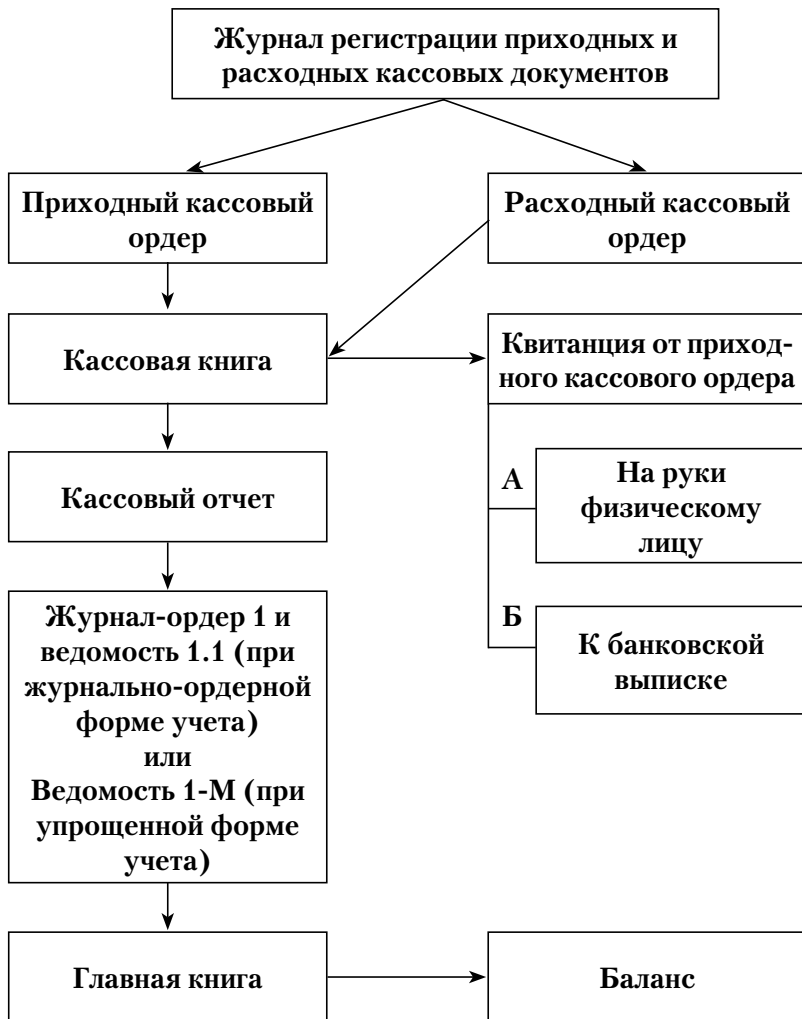 Журнал регистрации приходных и
расходных кассовых документов
Приходный кассовый
ордер
Расходный кассовый
ордер
Кассовая книга
Квитанция от приход-
ного кассового ордера
Кассовый отчет
А
На руки
физическому
лицу
Журнал-ордер 1 и
ведомость 1.1 (при
журнально-ордерной
форме учета)
или
Ведомость 1-М (при
упрощенной форме
учета)
Б
К банковской
выписке
Главная книга
Баланс